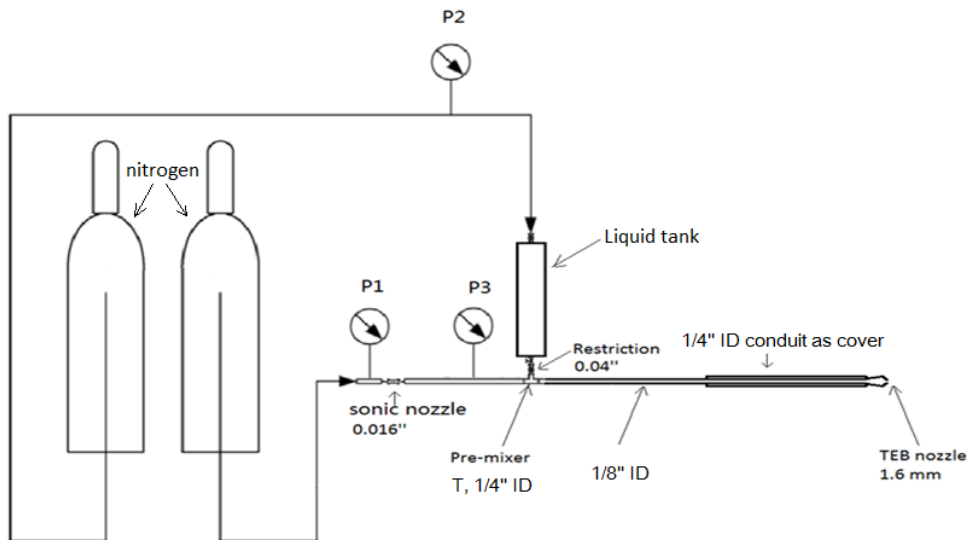 P2
nitrogen
Liquid tank
P1
P3
Restriction
0.04"
1/4" ID conduit as cover
sonic nozzle
0.016"
Pre-mixer
T, 1/4" ID
1/8" ID
TEB nozzle
1.6 mm